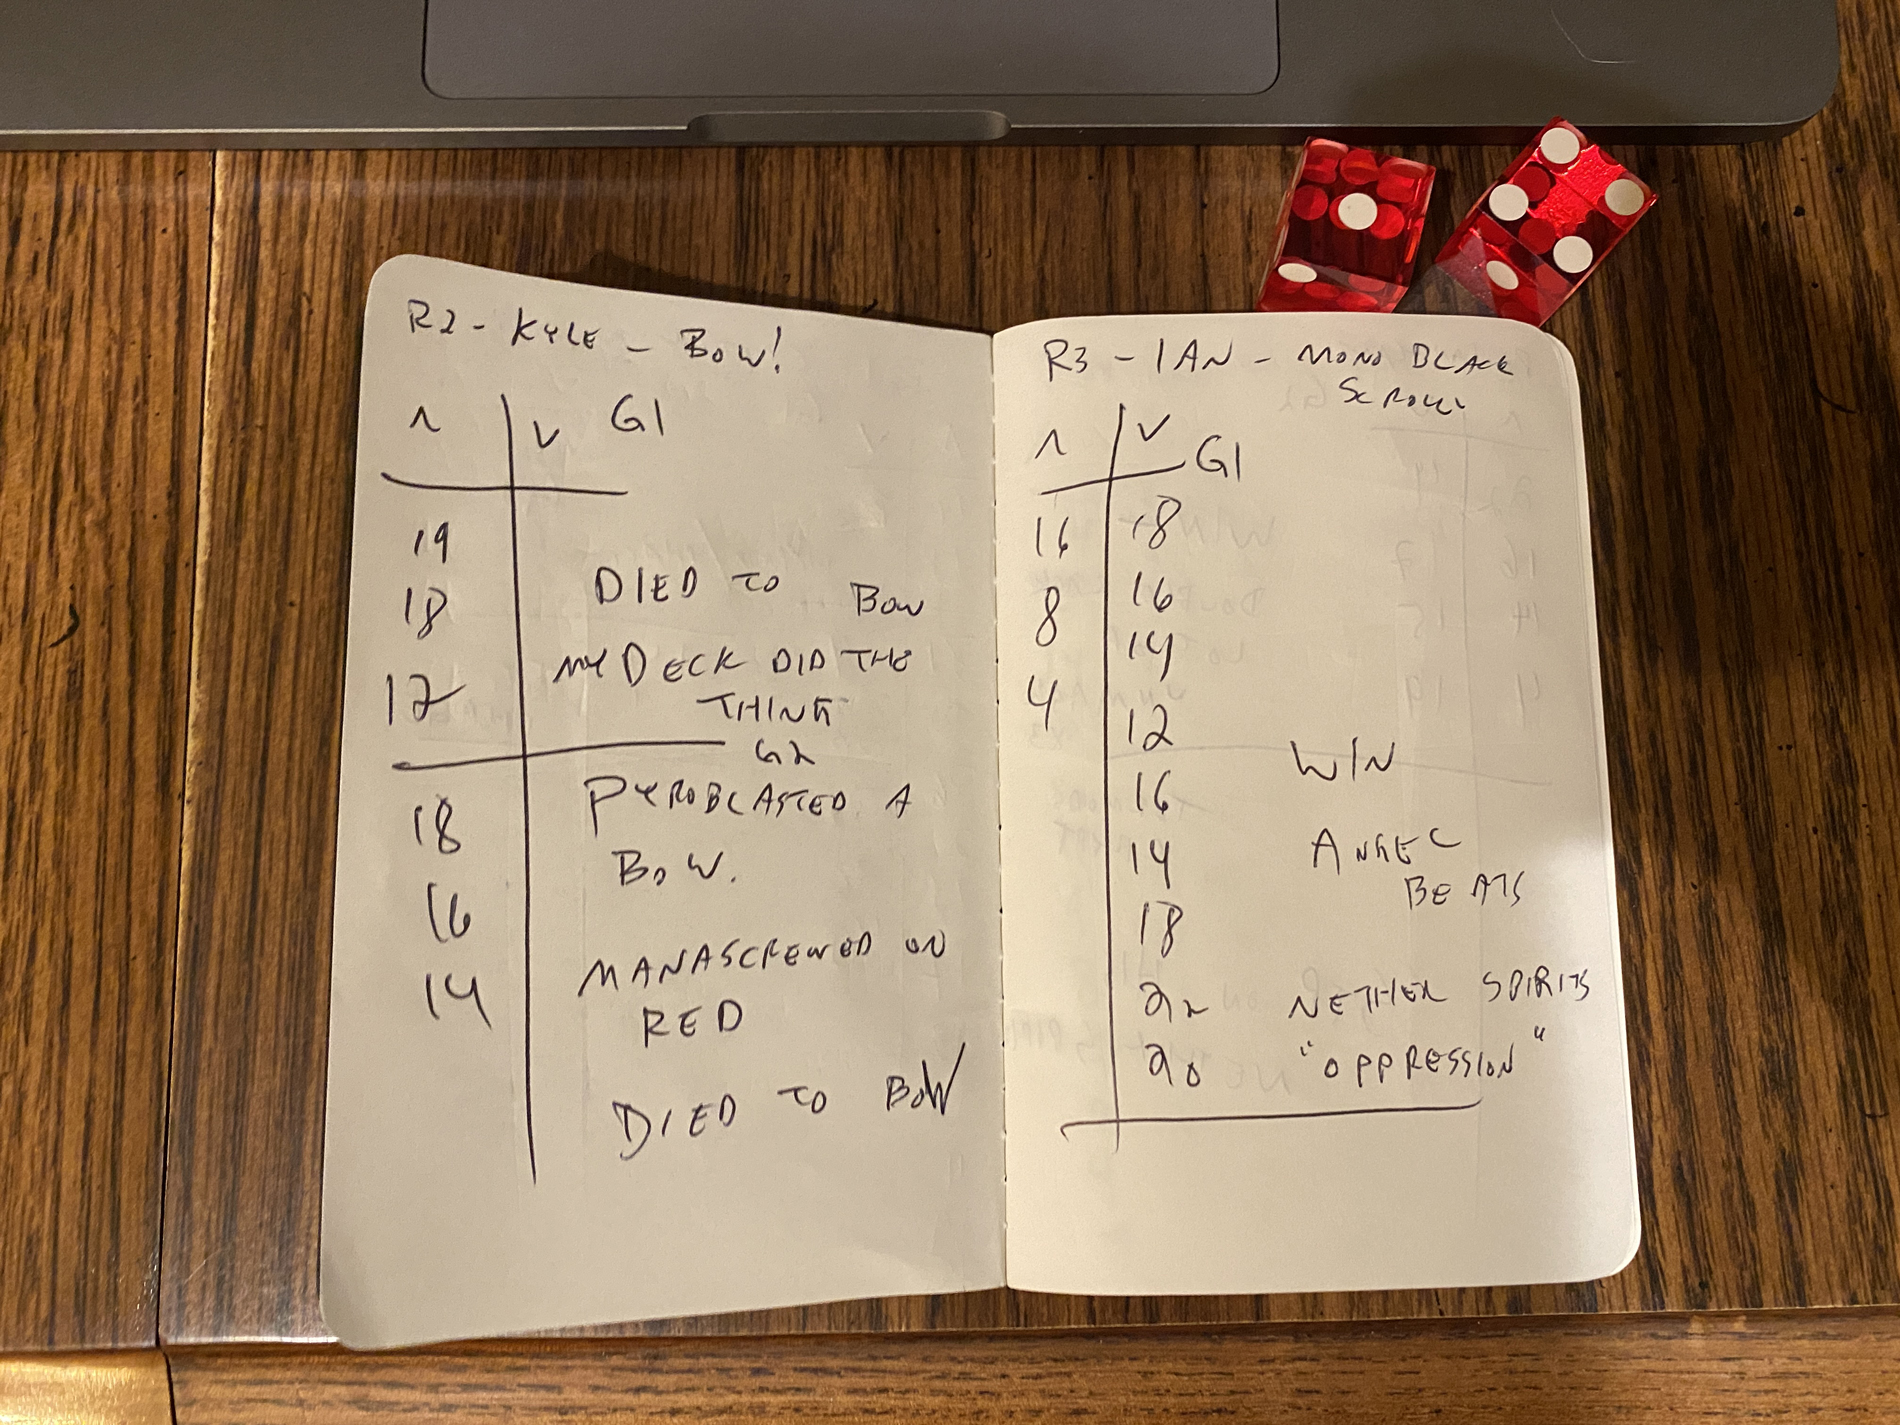 R2 - KYLE - BOW!
^ V G1
19
18
12
DIED TO BOW
MY DECK DID THE
THING
G2
18
16
14
PYROBLASTED A
BOW.
MANASCREWED ON
RED
DIED TO BOW
R3 - IAN - MONO BLACK
^ V G1
16 18
8 16
4 14
12
16
14
18
22
20
WIN
ANGEL
BEATS
NETHER SPIRITS
"OPPRESSION"